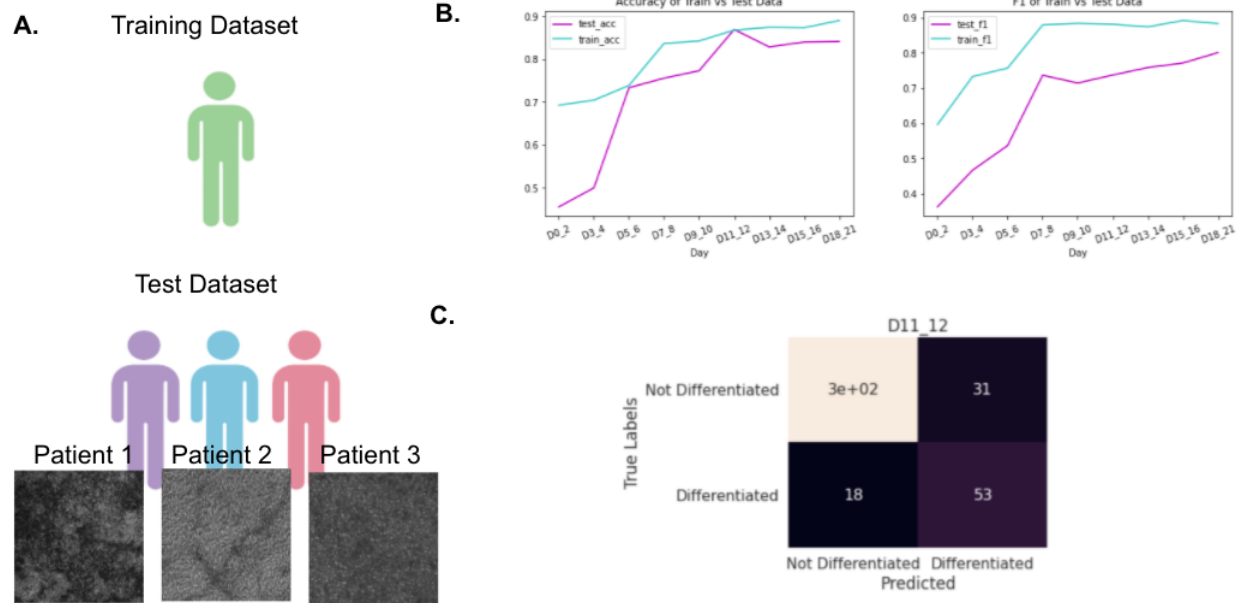 A.
Training Dataset
Test Dataset
Patient 1
Patient 2
Patient 3
B.
Accuracy of Train vs Test Data
test_acc
train_acc
0.9
0.8
0.7
0.6
0.5
D0_2
D3_4
D5_6
D7_8
D9_10
D11_12
D13_14
D15_16
D18_21
Day
F1 of Train vs Test Data
test_f1
train_f1
0.9
0.8
0.7
0.6
0.5
0.4
D0_2
D3_4
D5_6
D7_8
D9_10
D11_12
D13_14
D15_16
D18_21
Day
C.
D11_12
True Labels
Not Differentiated
3e+02
31
Differentiated
18
53
Not Differentiated
Differentiated
Predicted